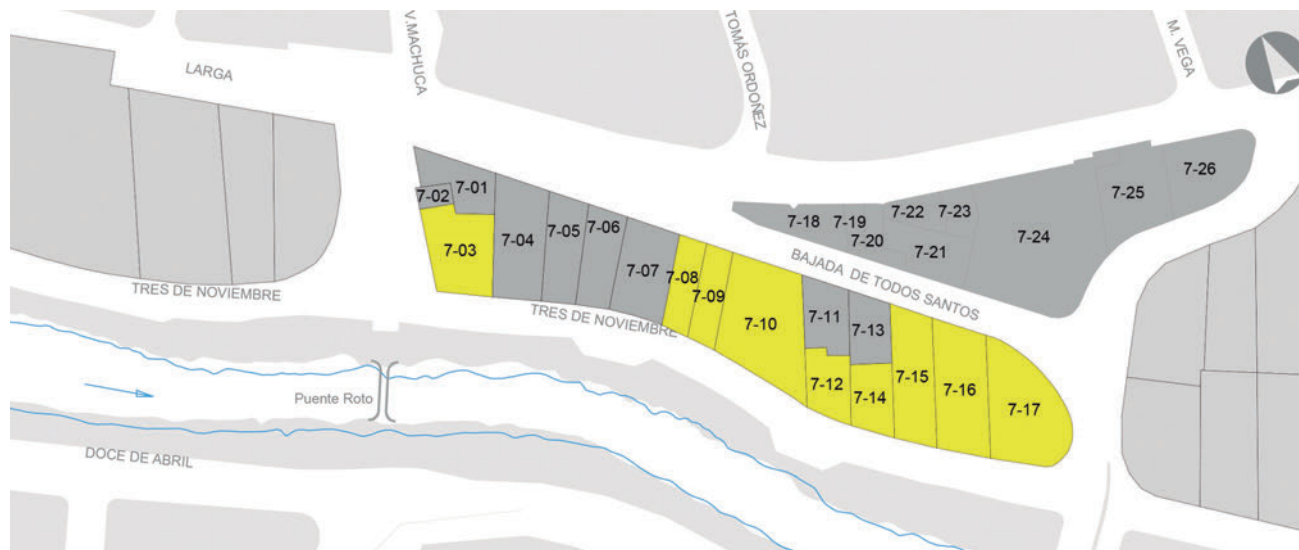 LARGA
V.MACHUCA
TOMÁS ORDOÑEZ
M. VEGA
7-01
7-02
7-03
7-04
7-05
7-06
7-07
7-08
7-09
7-10
7-11
7-12
7-13
7-14
7-15
7-16
7-17
7-18
7-19
7-20
7-21
7-22
7-23
7-24
7-25
7-26
BAJADA DE TODOS SANTOS
TRES DE NOVIEMBRE
TRES DE NOVIEMBRE
Puente Roto
DOCE DE ABRIL